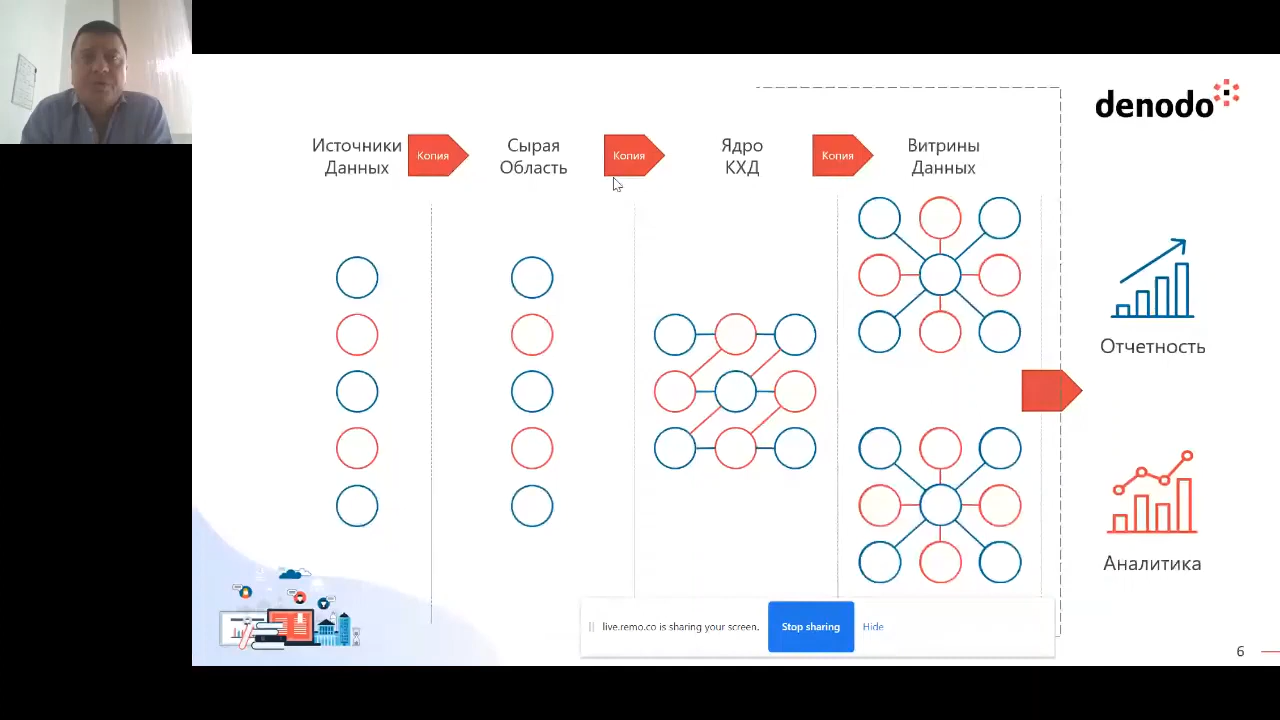 denodo
Источники
Данных
Копия
Сырая
Область
Копия
Ядро
КХД
Копия
Витрины
Данных
Отчетность
Аналитика
live.remo.co is sharing your screen.
Stop sharing
Hide
6